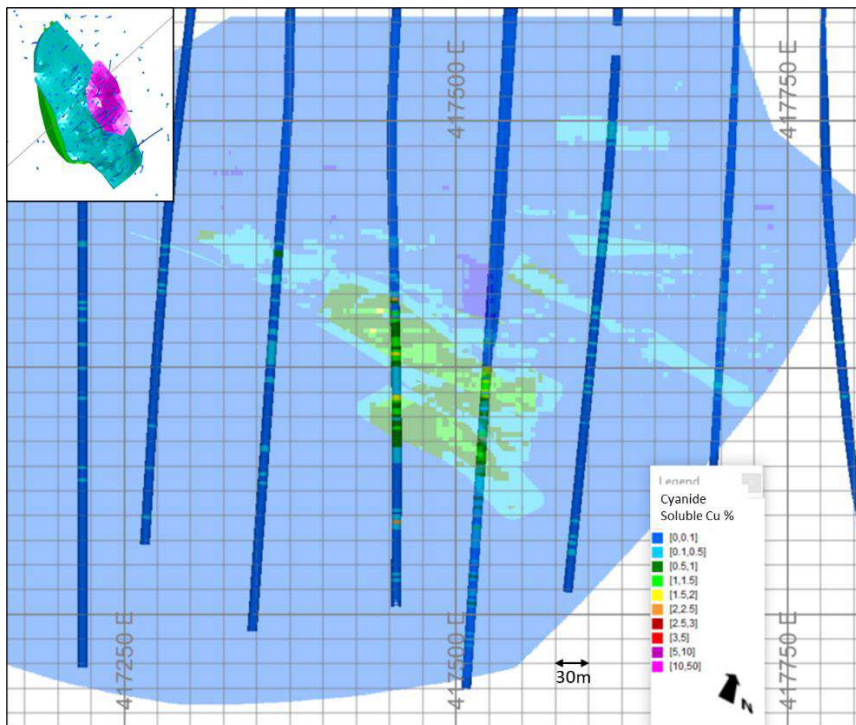 417500 E
417750 E
Legend
Cyanide
Soluble Cu %
[0,0.1]
[0.1,0.5]
[0.5,1]
[1,1.5]
[1.5,2]
[2,2.5]
[2.5,3]
[3,5]
[5,10]
[10,50]
417250 E
417500 E
30m
417750 E
N